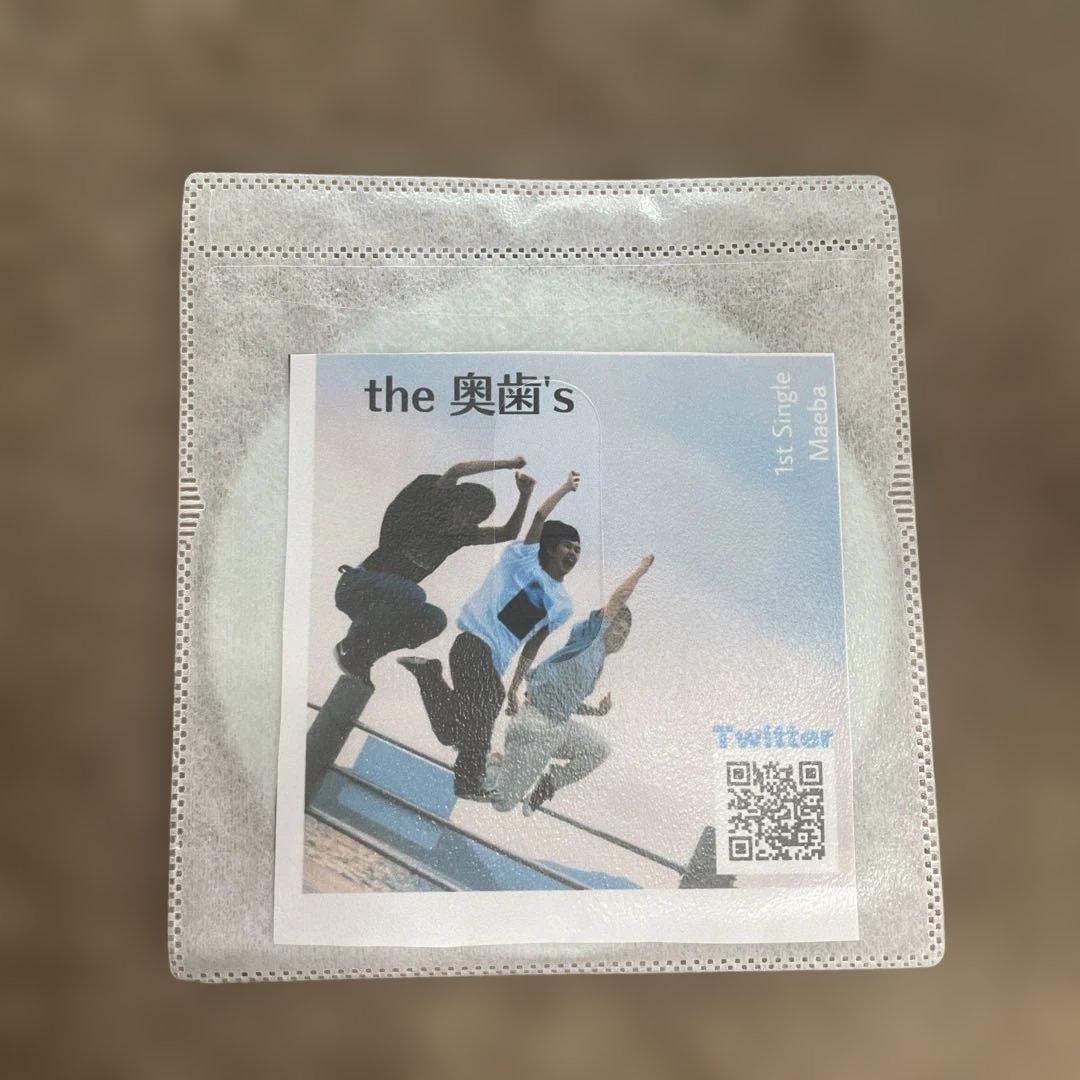 the 奥歯's
1st Single
Maeba
Twitter